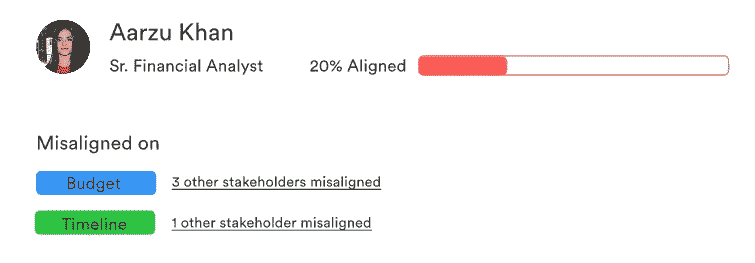 Aarzu Khan
Sr. Financial Analyst 20% Aligned
Misaligned on
Budget 3 other stakeholders misaligned
Timeline 1 other stakeholder misaligned